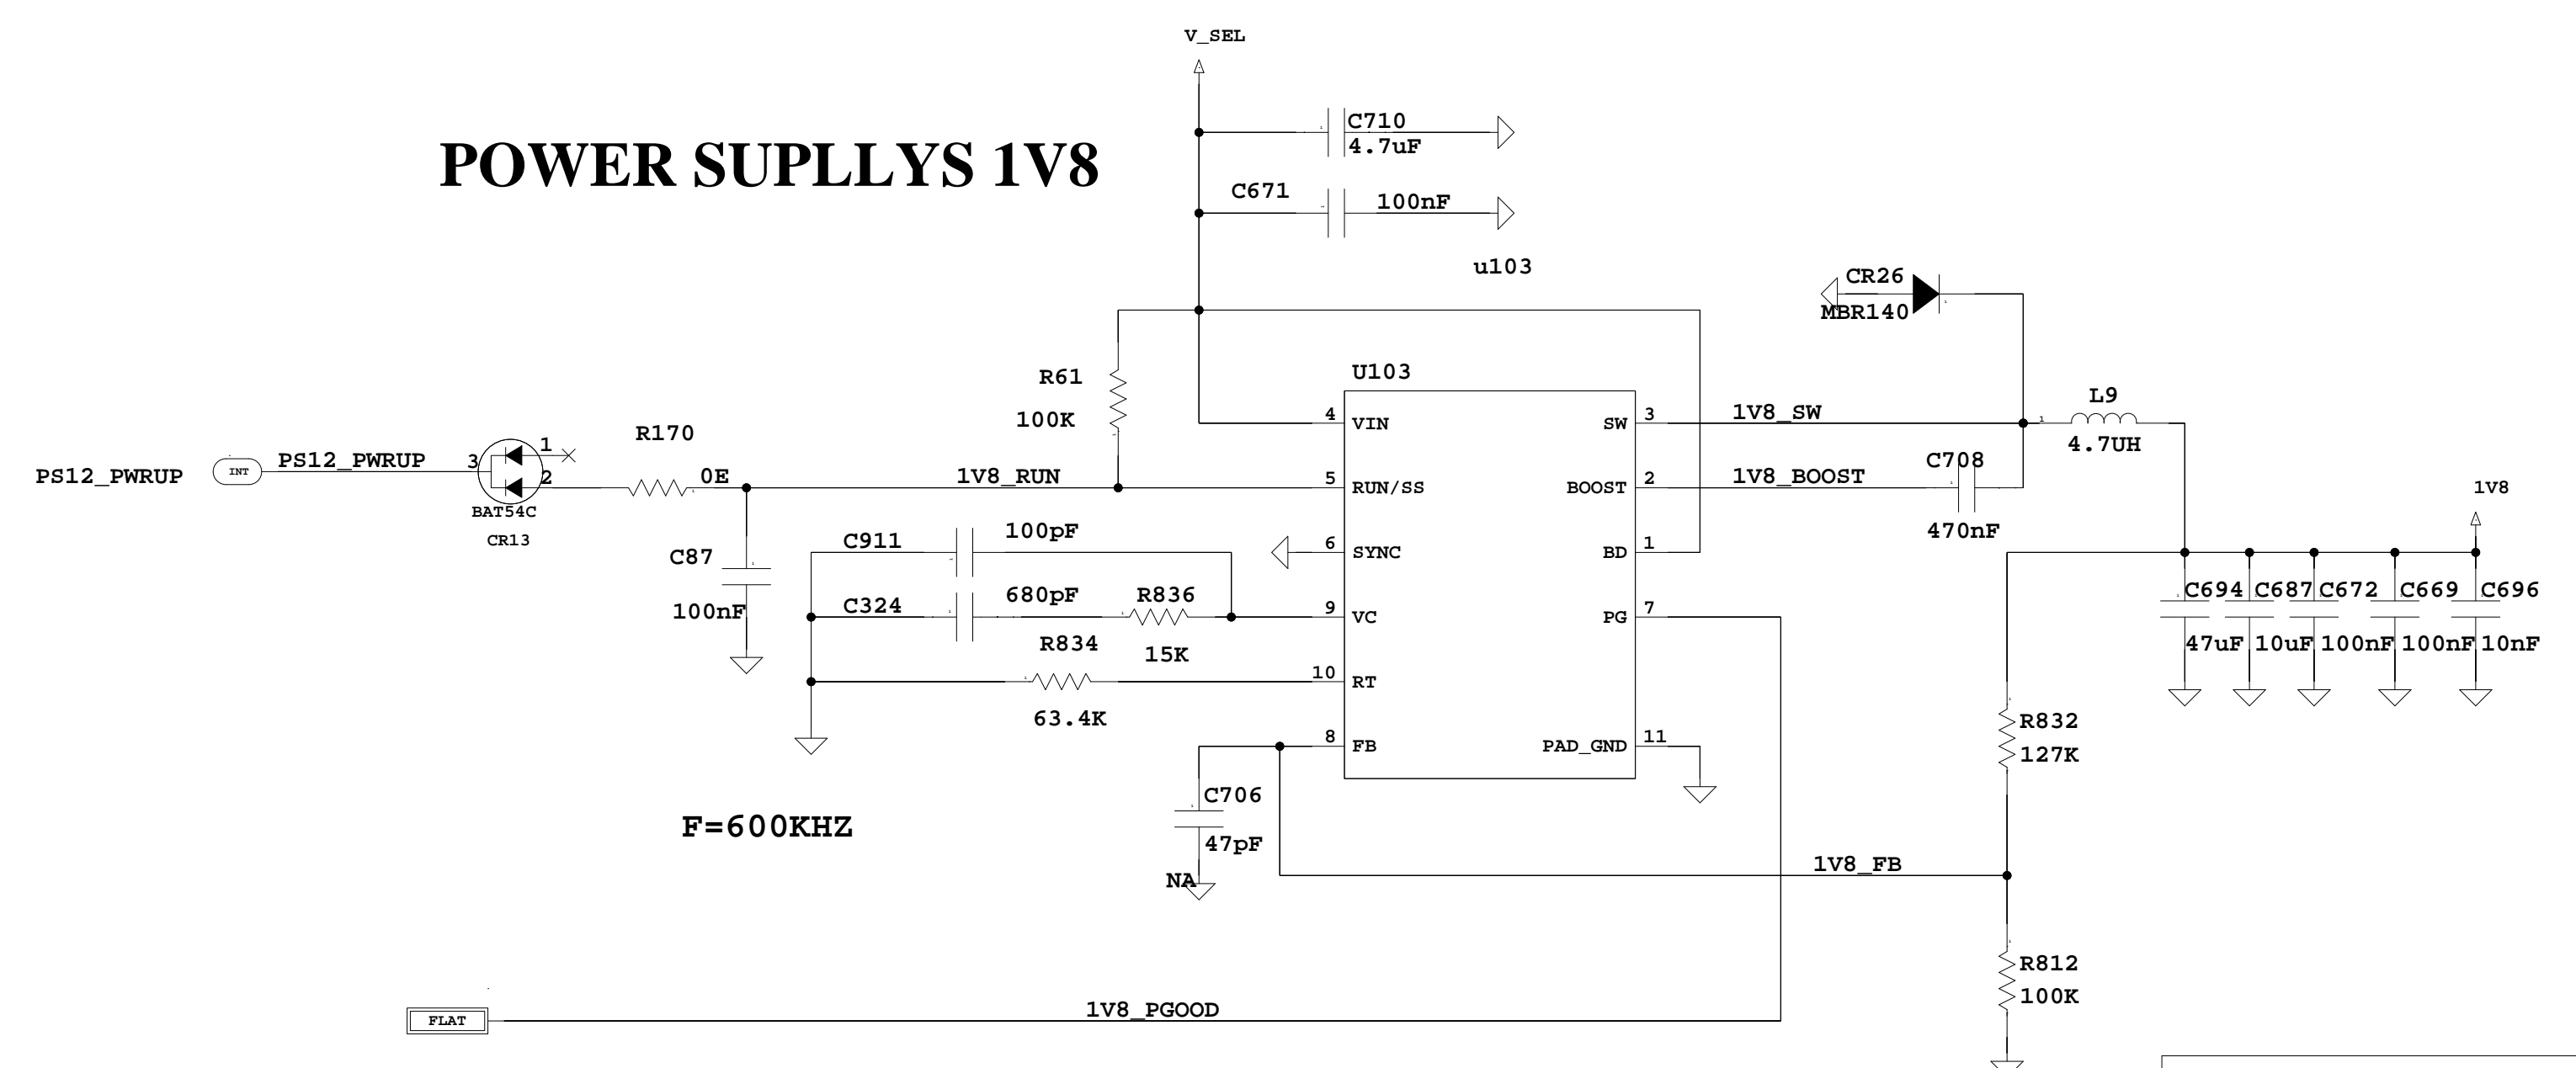 V_SEL
C710
4.7uF
POWER SUPLLYS 1V8
C671
100nF
u103
CR26
MBR140
U103
R61
100K
L9
4.7UH
4
VIN
SW
3
1V8_SW
R170
0E
PS12_PWRUP
INT
PS12_PWRUP
3
1
2
BAT54C
CR13
1V8_RUN
5
RUN/SS
BOOST
2
1V8_BOOST
C708
470nF
1V8
C911
100pF
6
SYNC
BD
1
C87
100nF
C324
680pF
R836
15K
9
VC
PG
7
C694
C687
C672
C669
C696
47uF
10uF
100nF
100nF
10nF
R834
63.4K
10
RT
8
FB
PAD_GND
11
R832
127K
C706
47pF
NA
F=600KHZ
1V8_FB
R812
100K
FLAT
1V8_PGOOD